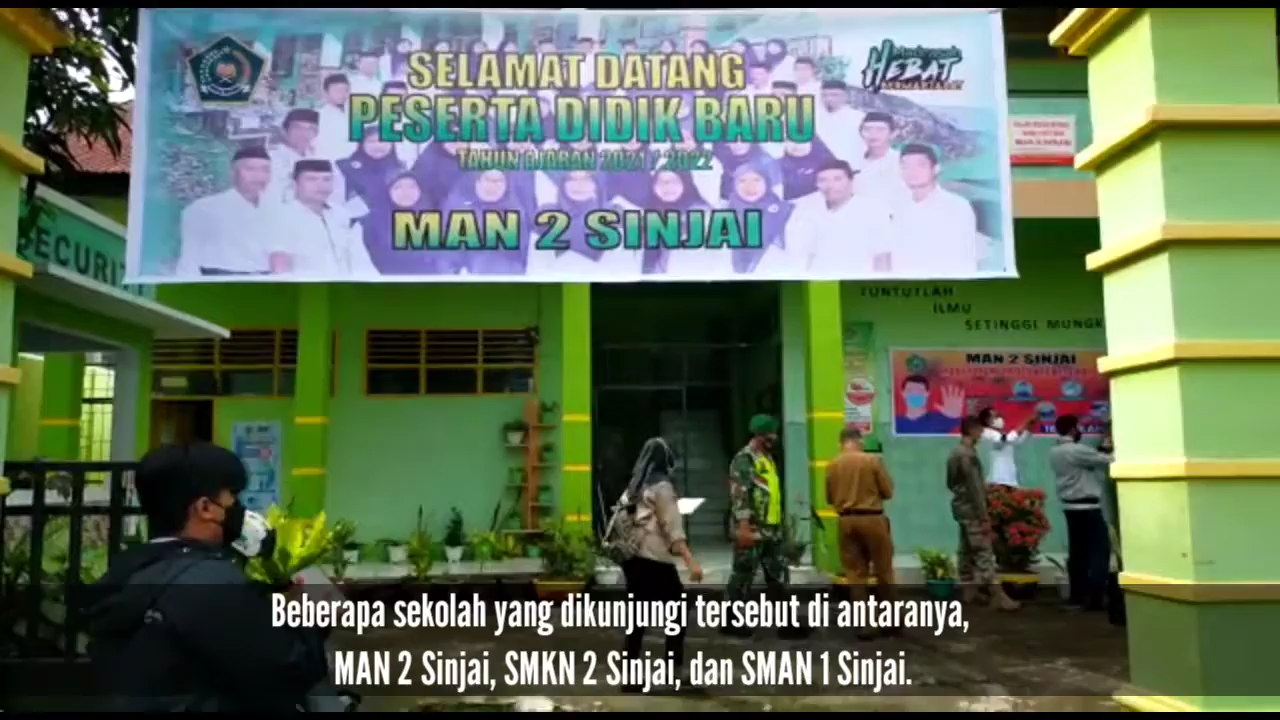 SELAMAT DATANG
PESERTA DIDIK BARU
TAHUN AJARAN 2021 / 2022
MAN 2 SINJAI
Madrasah
HEBAT
BERMARTABAT
SECURIT
TUNTUTLAH
ILMU
SETINGGI MUNGK
MAN 2 SINJAI
Beberapa sekolah yang dikunjungi tersebut di antaranya,
MAN 2 Sinjai, SMKN 2 Sinjai, dan SMAN 1 Sinjai.